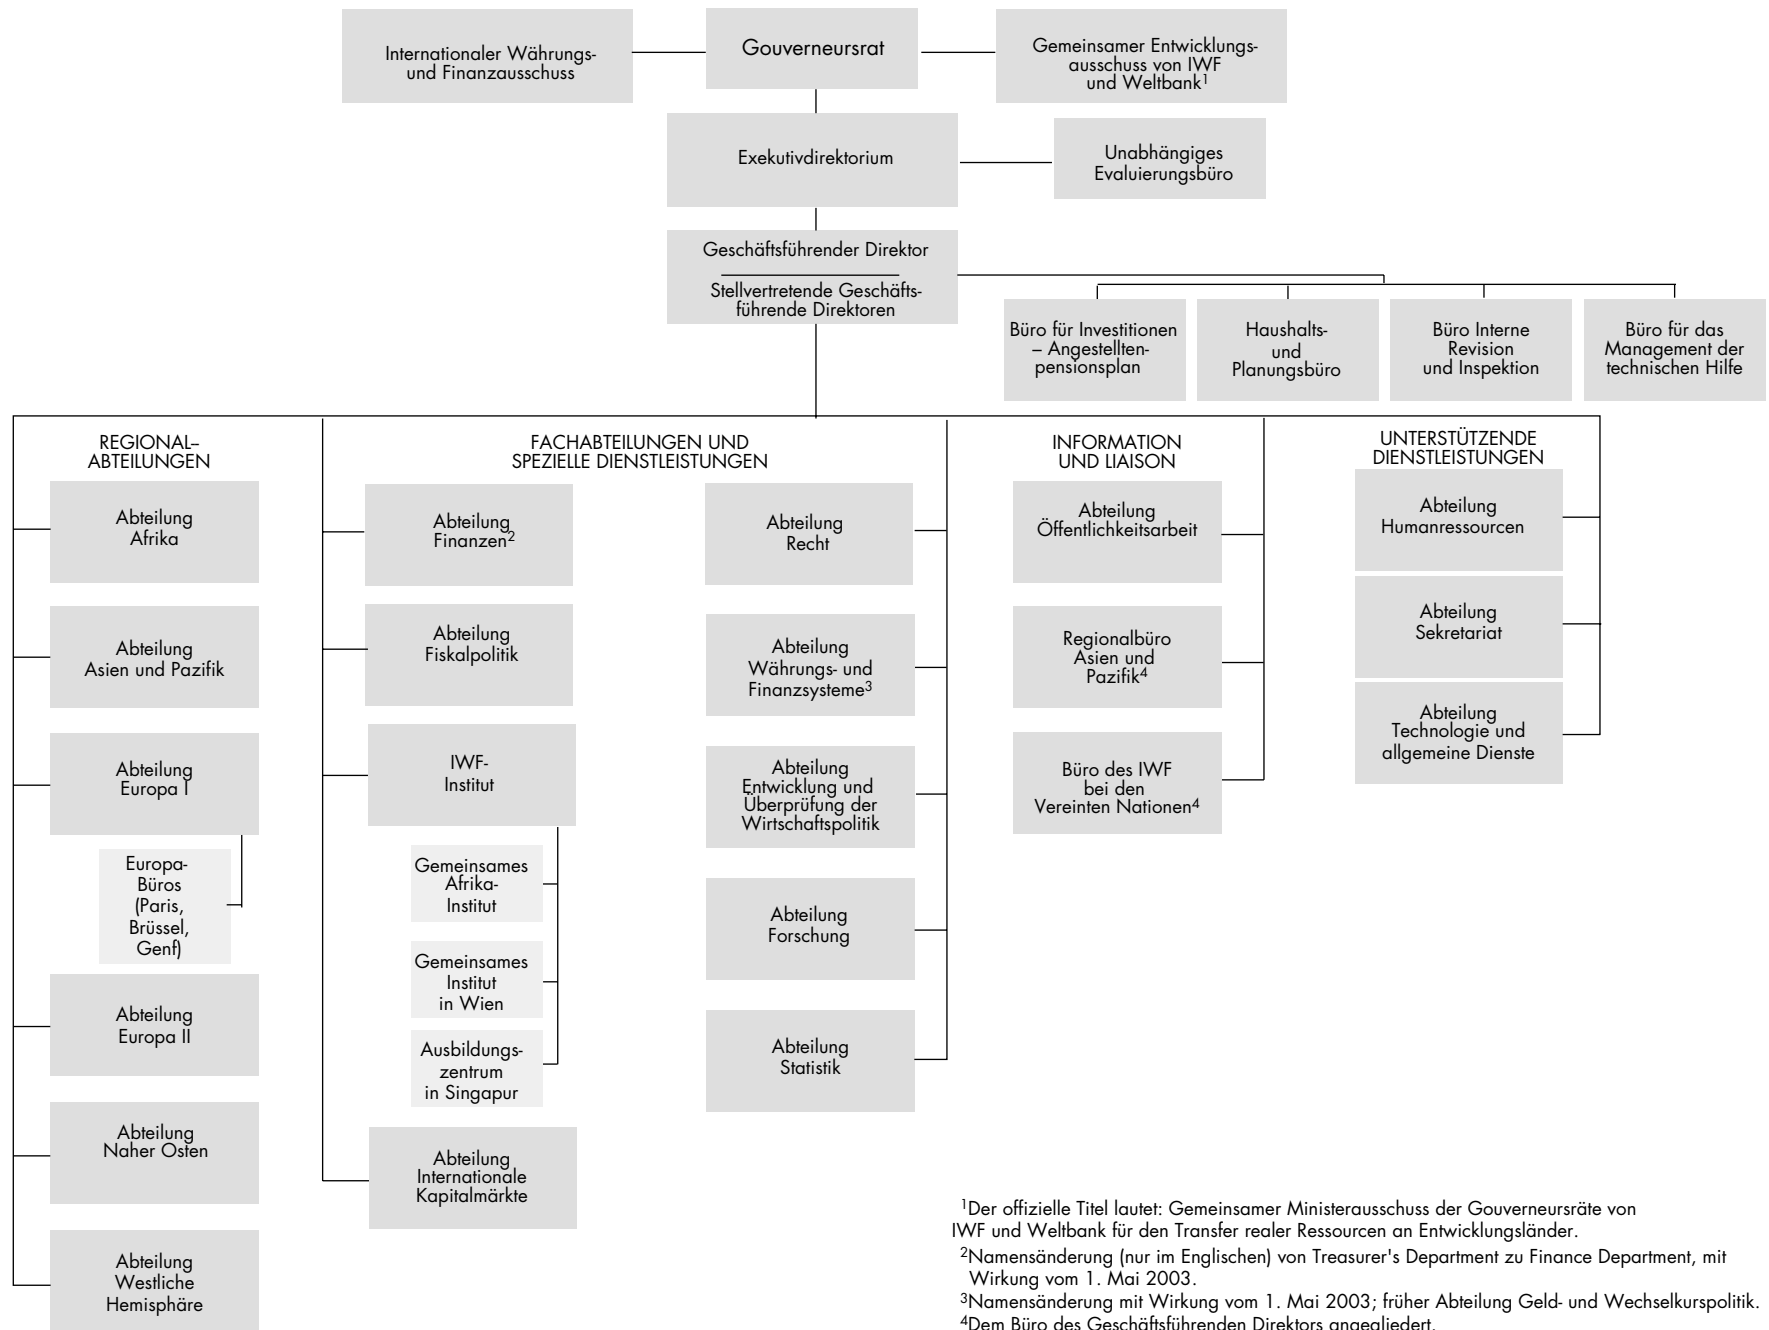 Internationaler Währungs-
und Finanzausschuss
Gouverneursrat
Gemeinsamer Entwicklungs-
ausschuss von IWF
und Weltbank1
Exekutivdirektorium
Unabhängiges
Evaluierungsbüro
Geschäftsführender Direktor
Stellvertretende Geschäfts-
führende Direktoren
Büro für Investitionen
– Angestellten-
pensionsplan
Haushalts-
und
Planungsbüro
Büro Interne
Revision
und Inspektion
Büro für das
Management der
technischen Hilfe
REGIONAL–
ABTEILUNGEN
Abteilung
Afrika
Abteilung
Asien und Pazifik
Abteilung
Europa I
Europa-
Büros
(Paris,
Brüssel,
Genf)
Abteilung
Europa II
Abteilung
Naher Osten
Abteilung
Westliche
Hemisphäre
FACHABTEILUNGEN UND
SPEZIELLE DIENSTLEISTUNGEN
Abteilung
Finanzen2
Abteilung
Fiskalpolitik
IWF-
Institut
Gemeinsames
Afrika-
Institut
Gemeinsames
Institut
in Wien
Ausbildungs-
zentrum
in Singapur
Abteilung
Internationale
Kapitalmärkte
Abteilung
Recht
Abteilung
Währungs- und
Finanzsysteme3
Abteilung
Entwicklung und
Überprüfung der
Wirtschaftspolitik
Abteilung
Forschung
Abteilung
Statistik
INFORMATION
UND LIAISON
Abteilung
Öffentlichkeitsarbeit
Regionalbüro
Asien und
Pazifik4
Büro des IWF
bei den
Vereinten Nationen4
UNTERSTÜTZENDE
DIENSTLEISTUNGEN
Abteilung
Humanressourcen
Abteilung
Sekretariat
Abteilung
Technologie und
allgemeine Dienste
1Der offizielle Titel lautet: Gemeinsamer Ministerausschuss der Gouverneursräte von
IWF und Weltbank für den Transfer realer Ressourcen an Entwicklungsländer.
2Namensänderung (nur im Englischen) von Treasurer's Department zu Finance Department, mit
Wirkung vom 1. Mai 2003.
3Namensänderung mit Wirkung vom 1. Mai 2003; früher Abteilung Geld- und Wechselkurspolitik.
4Dem Büro des Geschäftsführenden Direktors angegliedert.